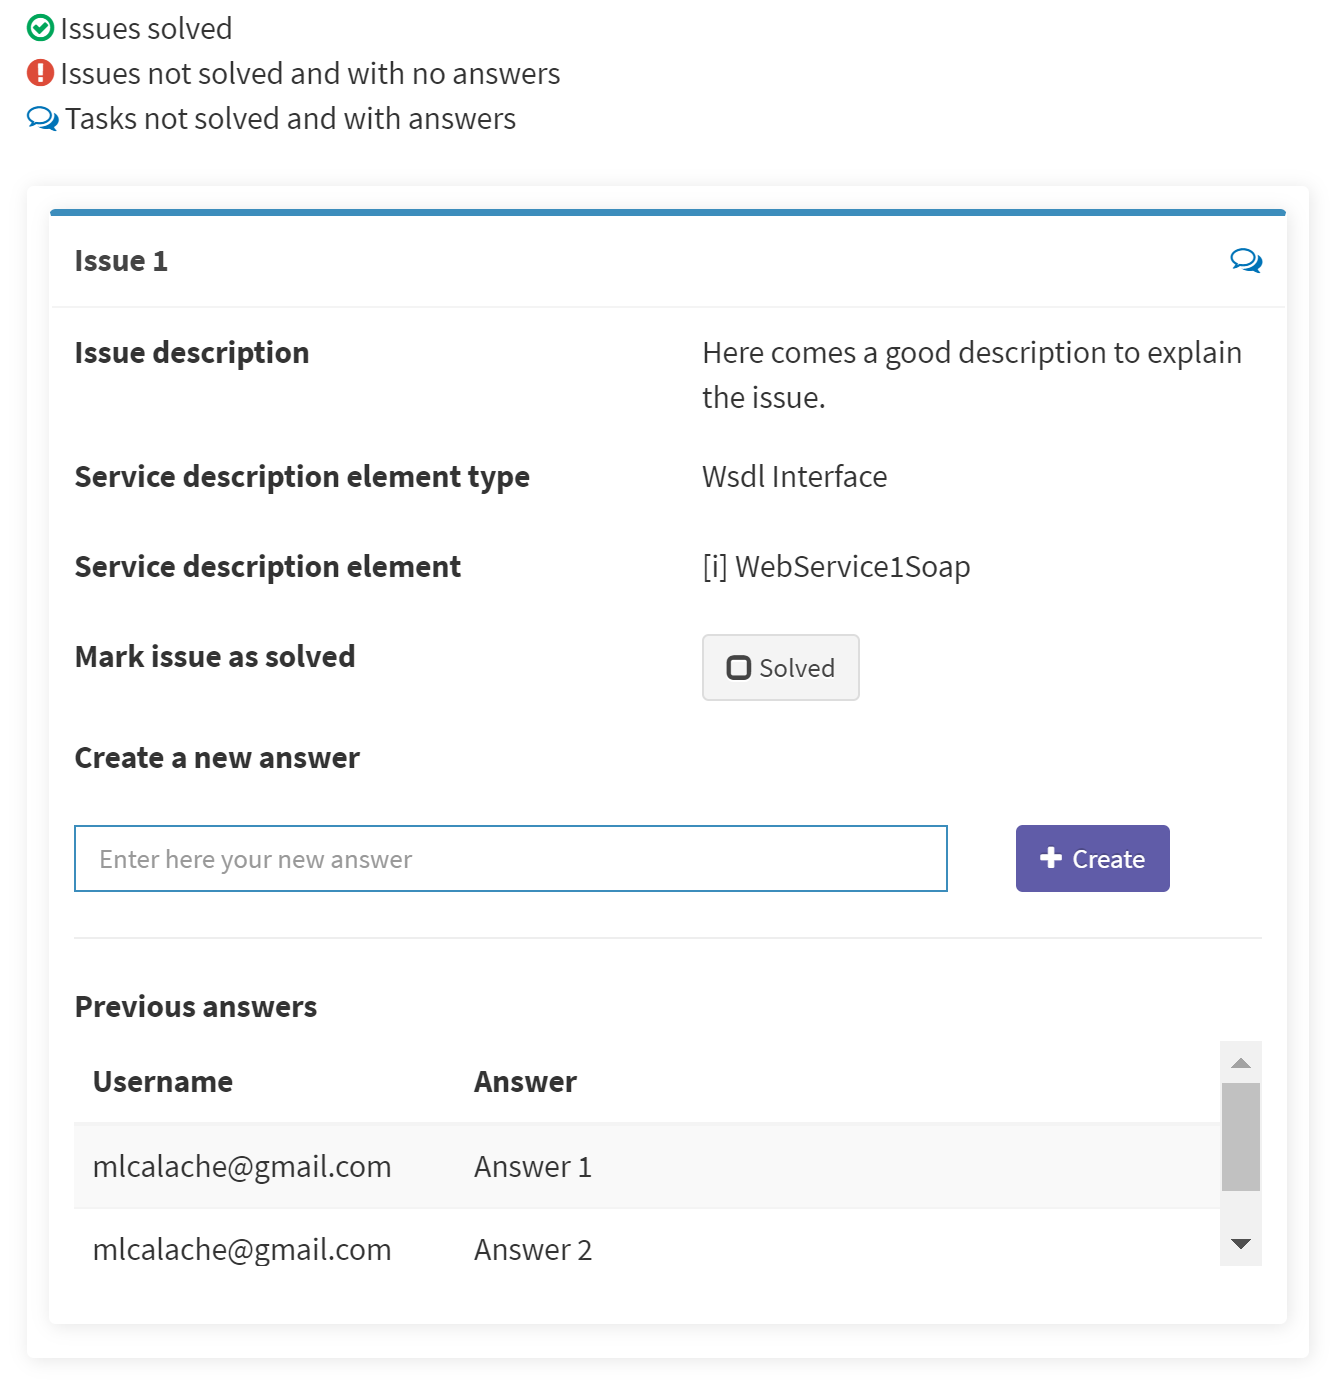 Issues solved
Issues not solved and with no answers
Tasks not solved and with answers
Issue 1
Issue description
Here comes a good description to explain
the issue.
Service description element type
Wsdl Interface
Service description element
[i] WebService1Soap
Mark issue as solved
Solved
Create a new answer
Enter here your new answer
Create
Previous answers
Username Answer
mlcalache@gmail.com Answer 1
mlcalache@gmail.com Answer 2